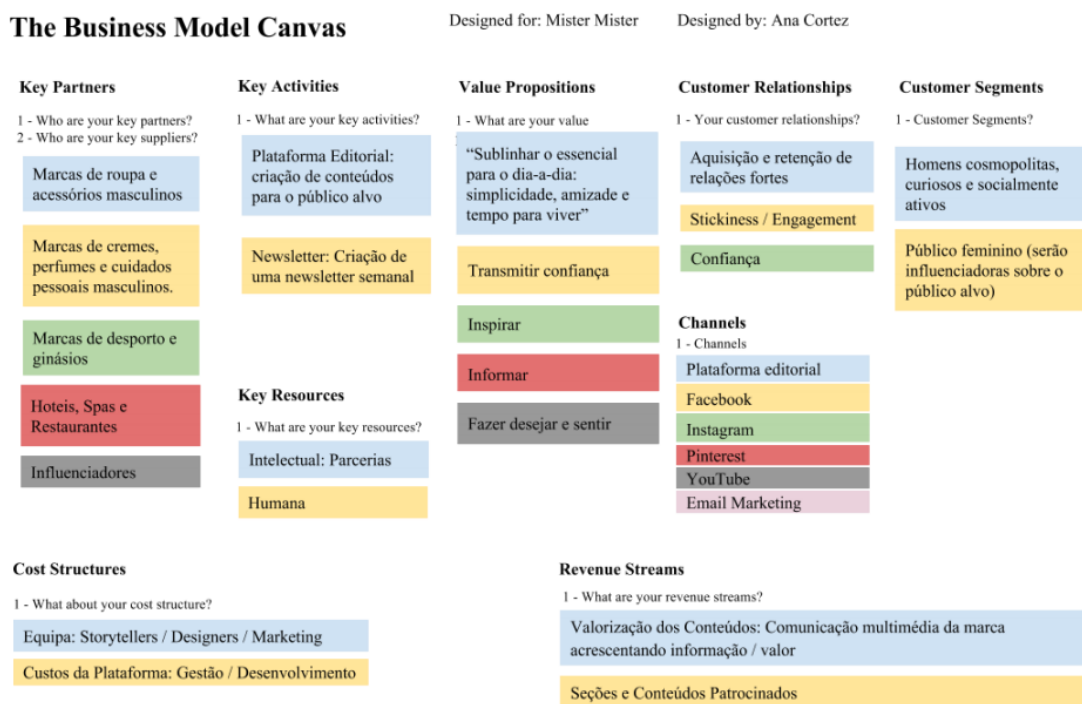 The Business Model Canvas
Designed for: Mister Mister
Designed by: Ana Cortez
Key Partners
1 - Who are your key partners?
2 - Who are your key suppliers?
Marcas de roupa e
acessórios masculinos
Marcas de cremes,
perfumes e cuidados
pessoais masculinos.
Marcas de desporto e
ginásios
Hoteis, Spas e
Restaurantes
Influenciadores
Key Activities
1 - What are your key activities?
Plataforma Editorial:
criação de conteúdos
para o público alvo
Newsletter: Criação de
uma newsletter semanal
Key Resources
1 - What are your key resources?
Intelectual: Parcerias
Humana
Value Propositions
1 - What are your value
“Sublinhar o essencial
para o dia-a-dia:
simplicidade, amizade e
tempo para viver”
Transmitir confiança
Inspirar
Informar
Fazer desejar e sentir
Customer Relationships
1 - Your customer relationships?
Aquisição e retenção de
relações fortes
Stickiness / Engagement
Confiança
Channels
1 - Channels
Plataforma editorial
Facebook
Instagram
Pinterest
YouTube
Email Marketing
Customer Segments
1 - Customer Segments?
Homens cosmopolitas,
curiosos e socialmente
ativos
Público feminino (serão
influenciadoras sobre o
público alvo)
Cost Structures
1 - What about your cost structure?
Equipa: Storytellers / Designers / Marketing
Custos da Plataforma: Gestão / Desenvolvimento
Revenue Streams
1 - What are your revenue streams?
Valorização dos Conteúdos: Comunicação multimédia da marca
acrescentando informação / valor
Seções e Conteúdos Patrocinados